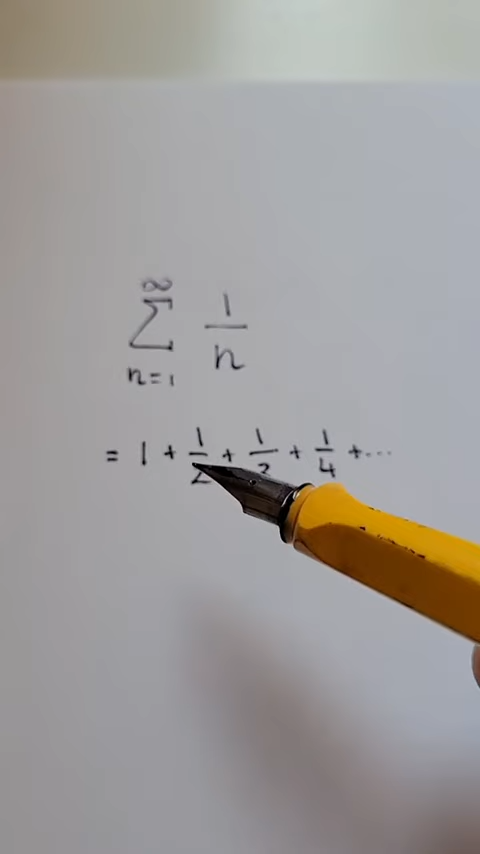 ∞
∑ 1/n
n=1
= 1 + 1/2 + 1/3 + 1/4 + ...